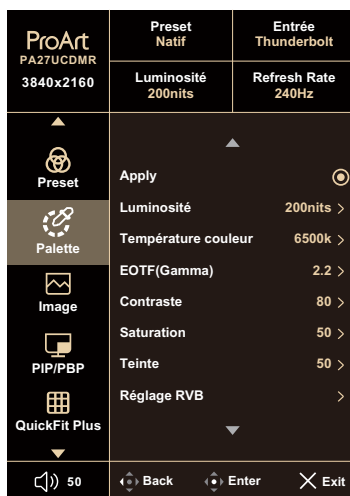 ProArt
PA27UCDMR
3840x2160
Preset
Natif
Entrée
Thunderbolt
Luminosité
200nits
Refresh Rate
240Hz
Preset
Palette
Image
PIP/PBP
QuickFit Plus
Apply
Luminosité 200nits >
Température couleur 6500k >
EOTF(Gamma) 2.2 >
Contraste 80 >
Saturation 50 >
Teinte 50 >
Réglage RVB >
50
Back
Enter
Exit